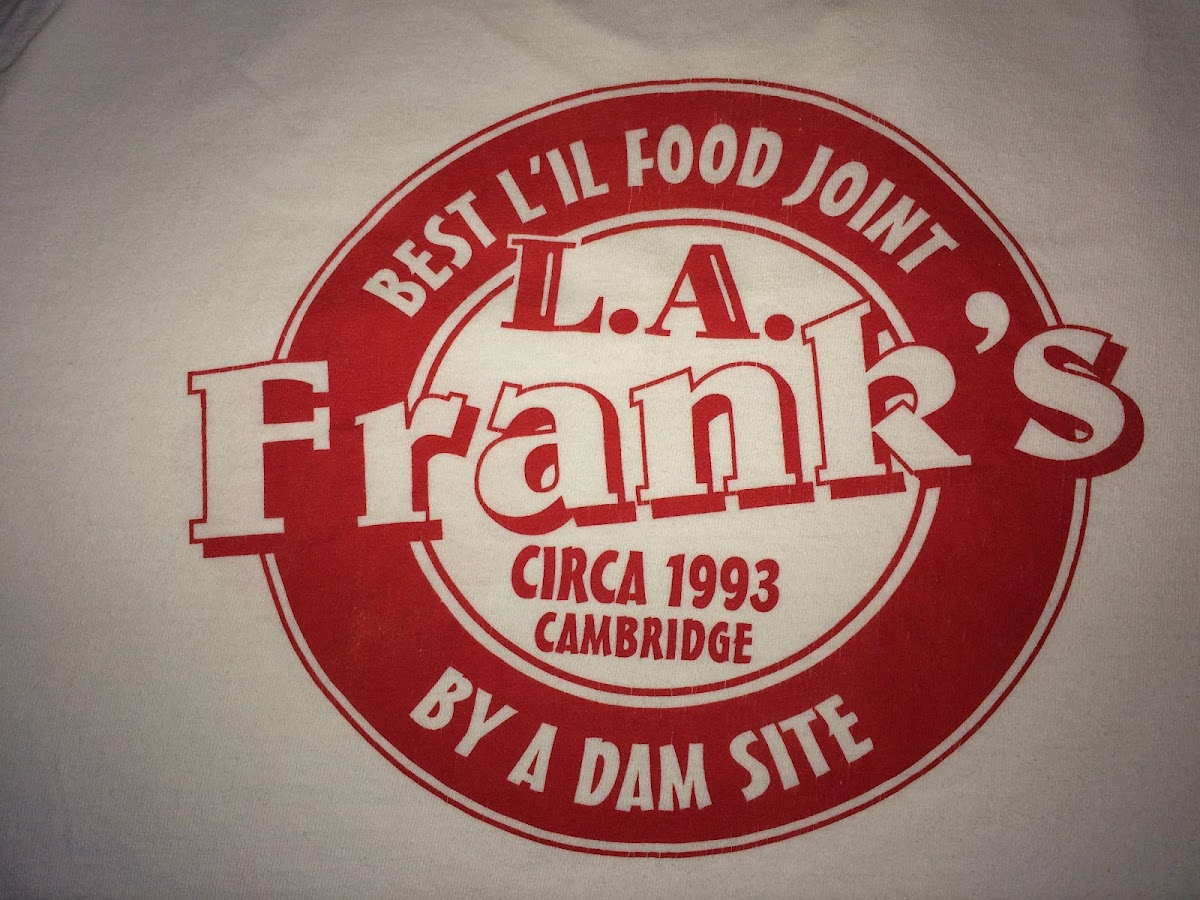 BEST L'IL FOOD JOINT
L.A.
Frank's
CIRCA 1993
CAMBRIDGE
BY A DAM SITE